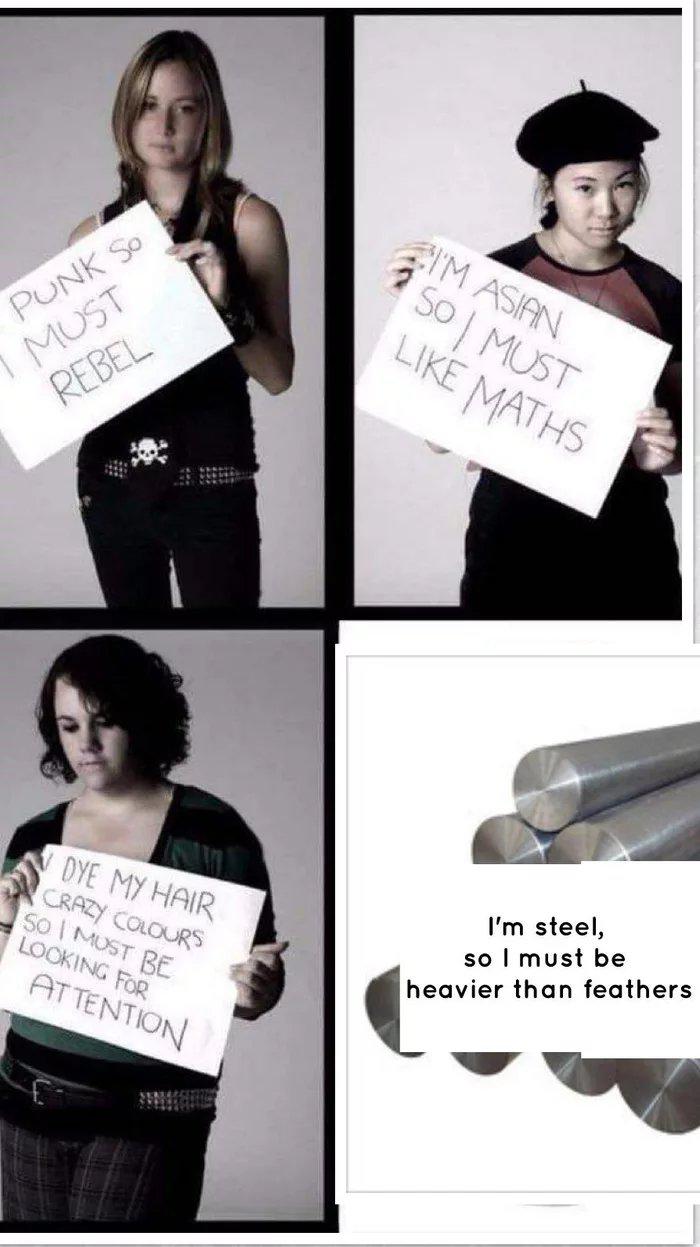 PUNK SO
I MUST
REBEL
I'M ASIAN
SO I MUST
LIKE MATHS
I DYE MY HAIR
CRAZY COLOURS
SO I MUST BE
LOOKING FOR
ATTENTION
I'm steel,
so I must be
heavier than feathers